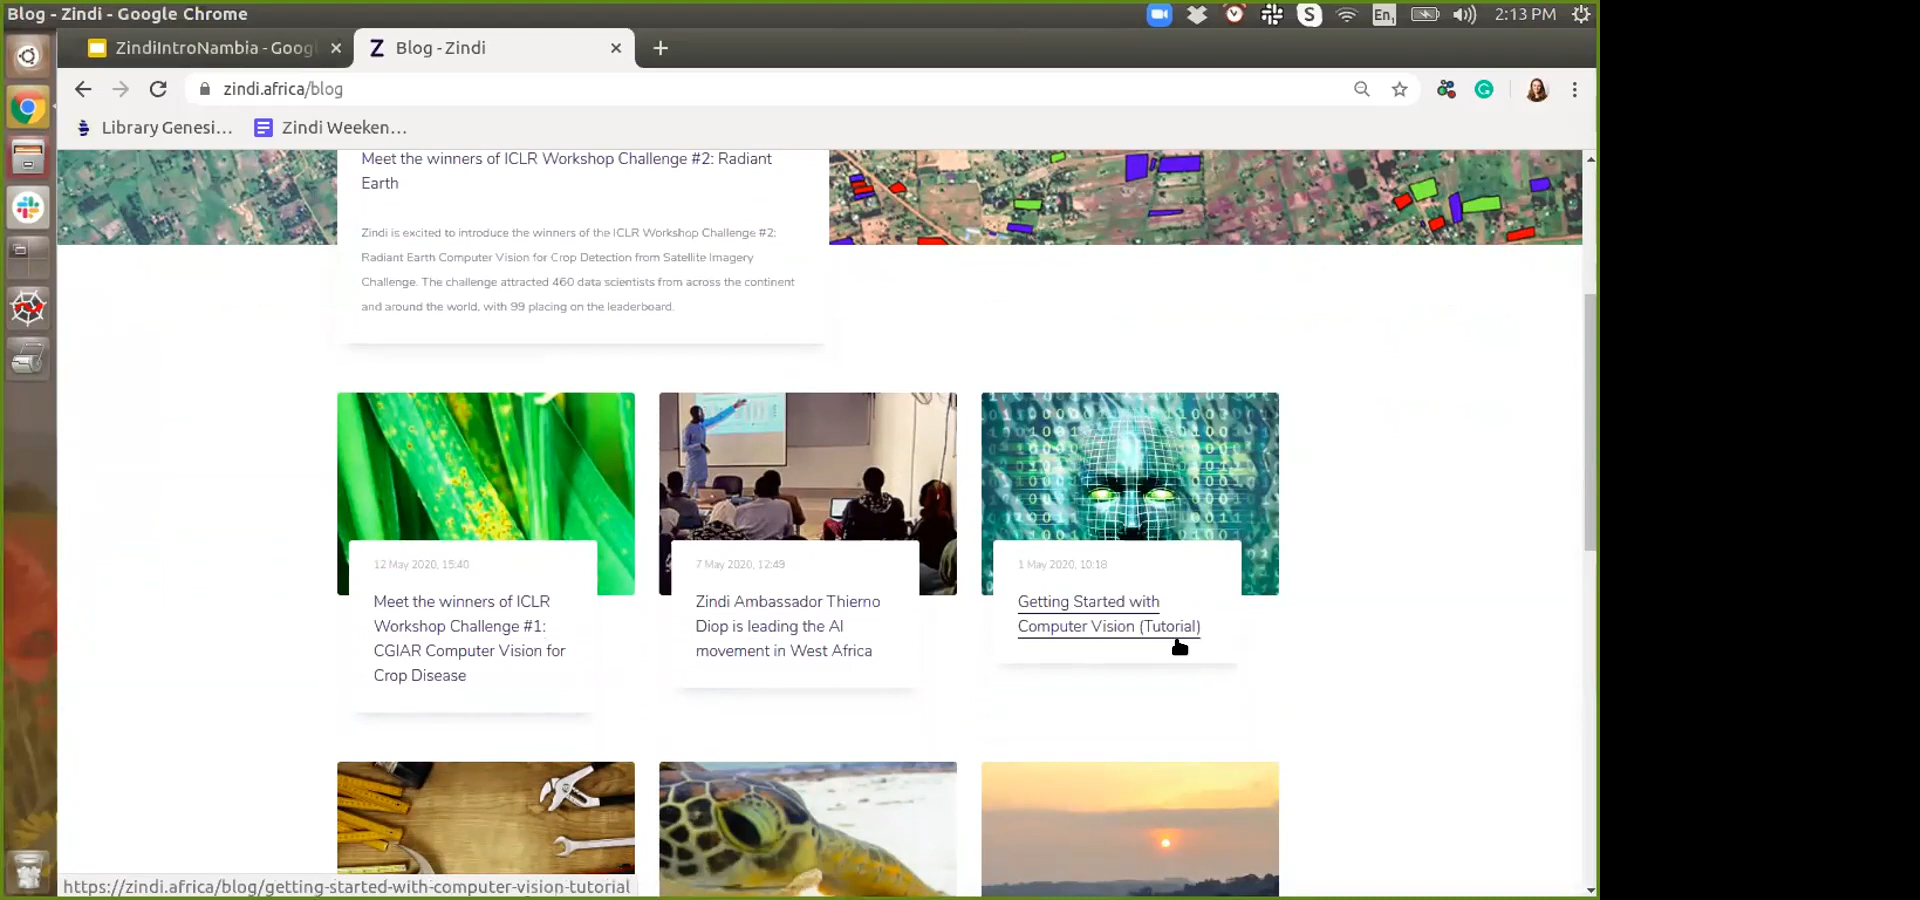 Blog - Zindi - Google Chrome
En
2:13 PM
ZindiIntroNambia - Goog
Blog - Zindi
zindi.africa/blog
Library Genesi...
Zindi Weeken...
Meet the winners of ICLR Workshop Challenge #2: Radiant
Earth
Zindi is excited to introduce the winners of the ICLR Workshop Challenge #2:
Radiant Earth Computer Vision for Crop Detection from Satellite Imagery
Challenge. The challenge attracted 460 data scientists from across the continent
and around the world, with 99 placing on the leaderboard.
12 May 2020, 15:40
Meet the winners of ICLR
Workshop Challenge #1:
CGIAR Computer Vision for
Crop Disease
7 May 2020, 12:49
Zindi Ambassador Thierno
Diop is leading the AI
movement in West Africa
1 May 2020, 10:18
Getting Started with
Computer Vision (Tutorial)
https://zindi.africa/blog/getting-started-with-computer-vision-tutorial